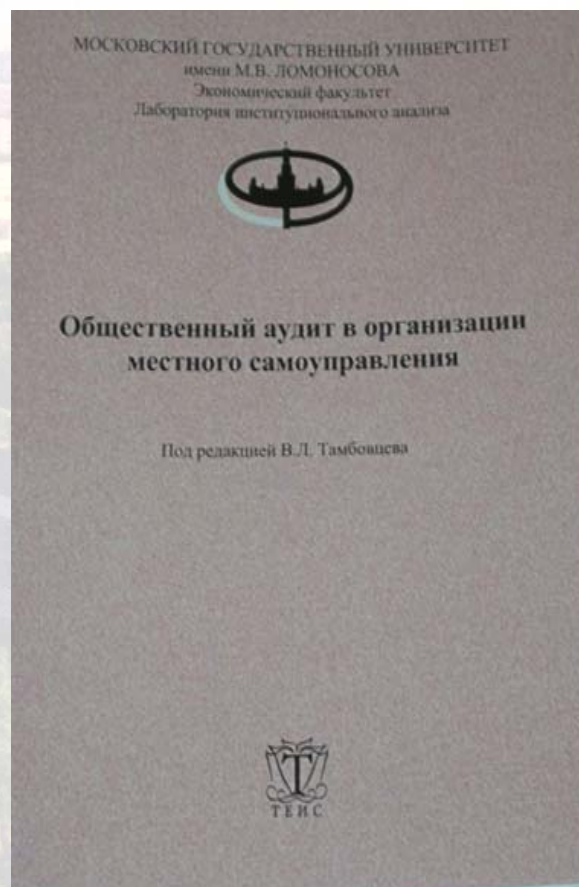 МОСКОВСКИЙ ГОСУДАРСТВЕННЫЙ УНИВЕРСИТЕТ
имени М.В. ЛОМОНОСОВА
Экономический факультет
Лаборатория институционального анализа
Общественный аудит в организации
местного самоуправления
Под редакцией В.Л. Тамбовцева
Т
ТЕИС